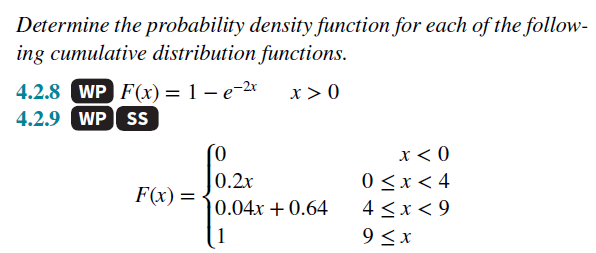 Determine the probability density function for each of the follow-
ing cumulative distribution functions.
4.2.8 WP F(x) = 1 − e^{−2x} x > 0
4.2.9 WP SS
F(x) = { 0 x < 0
0.2x 0 ≤ x < 4
0.04x + 0.64 4 ≤ x < 9
1 9 ≤ x